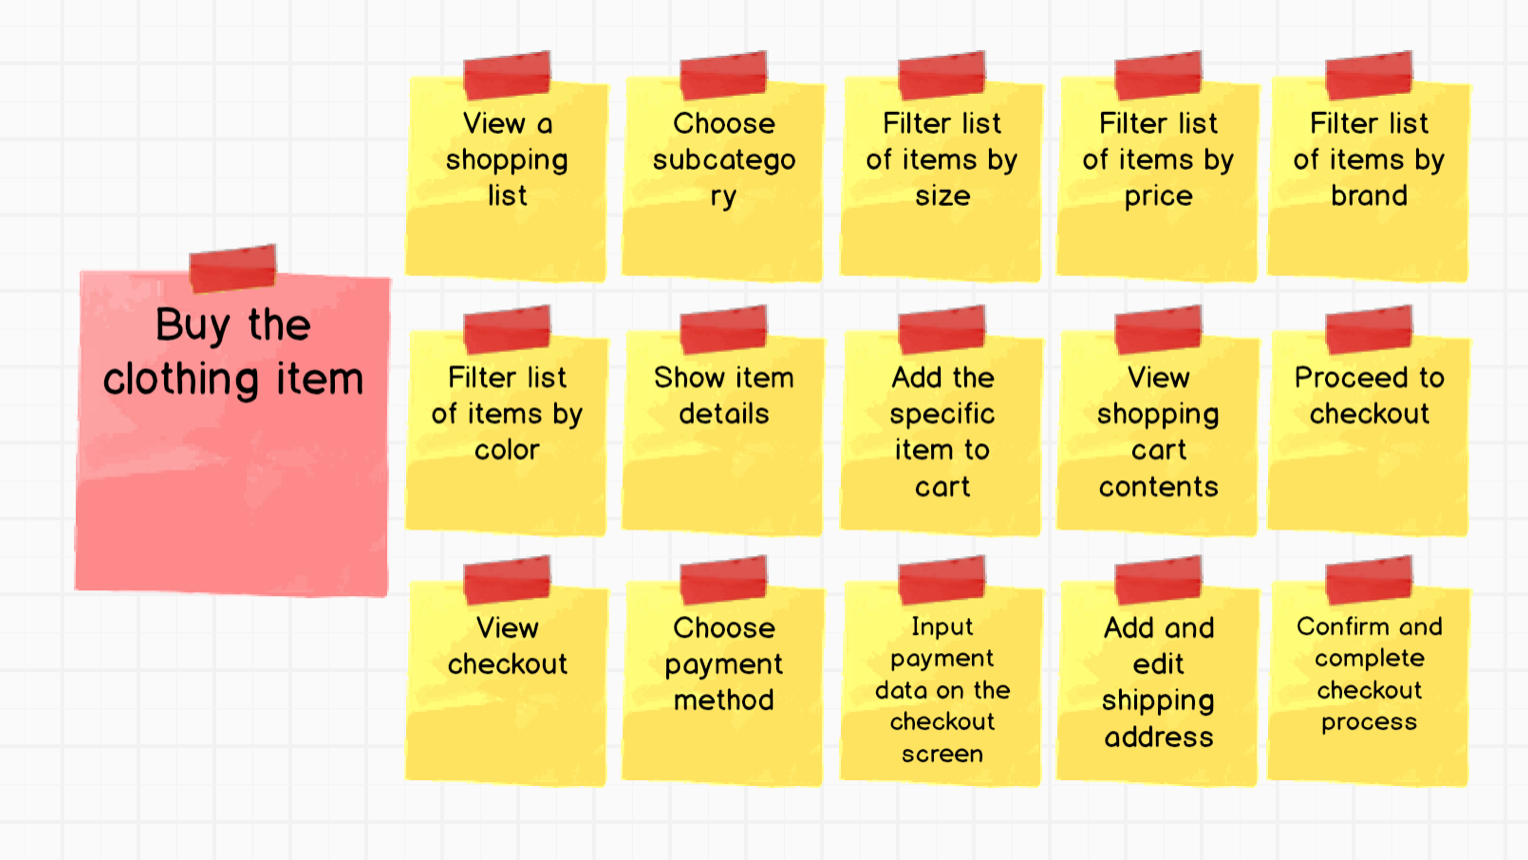 Buy the
clothing item
View a
shopping
list
Choose
subcatego
ry
Filter list
of items by
size
Filter list
of items by
price
Filter list
of items by
brand
Filter list
of items by
color
Show item
details
Add the
specific
item to
cart
View
shopping
cart
contents
Proceed to
checkout
View
checkout
Choose
payment
method
Input
payment
data on the
checkout
screen
Add and
edit
shipping
address
Confirm and
complete
checkout
process